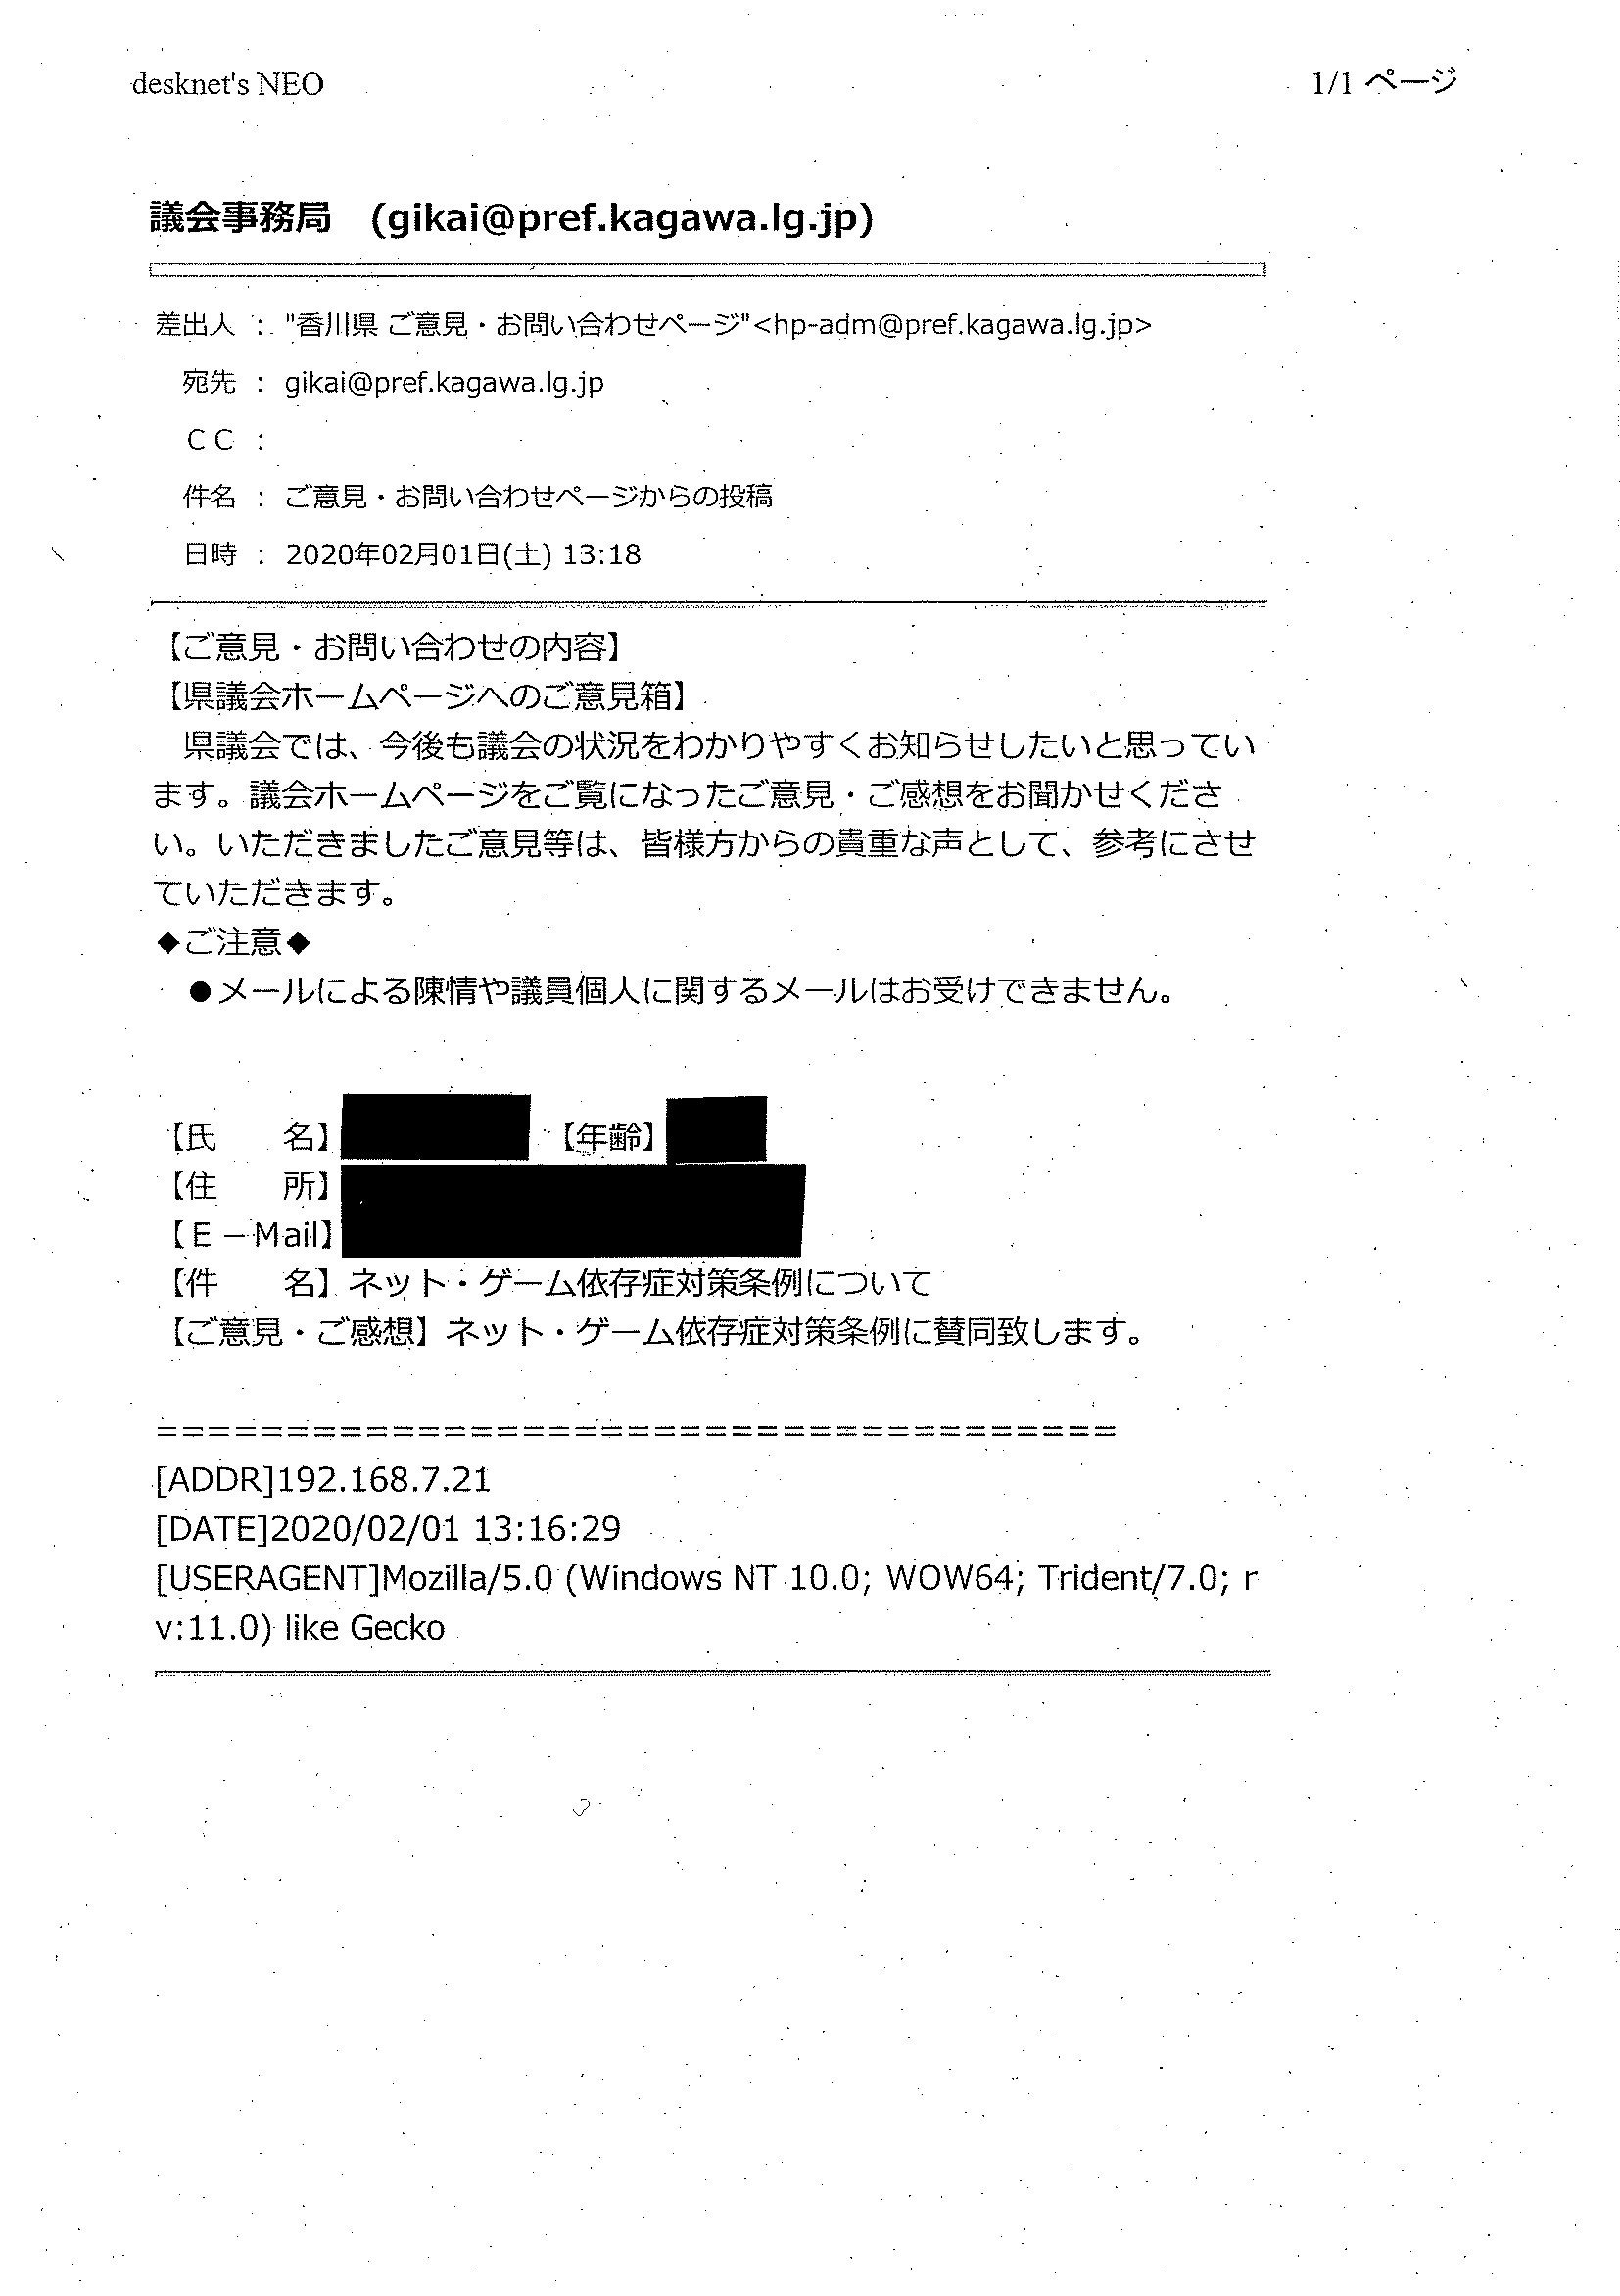 desknet's NEO
1/1 ページ
議会事務局　(gikai@pref.kagawa.lg.jp)
差出人 ： "香川県 ご意見・お問い合わせページ"<hp-adm@pref.kagawa.lg.jp>
宛先 ： gikai@pref.kagawa.lg.jp
ＣＣ ：
件名 ： ご意見・お問い合わせページからの投稿
日時 ： 2020年02月01日(土) 13:18
【ご意見・お問い合わせの内容】
【県議会ホームページへのご意見箱】
　県議会では、今後も議会の状況をわかりやすくお知らせしたいと思ってい
ます。議会ホームページをご覧になったご意見・ご感想をお聞かせくださ
い。いただきましたご意見等は、皆様方からの貴重な声として、参考にさせ
ていただきます。
◆ご注意◆
　●メールによる陳情や議員個人に関するメールはお受けできません。
【氏　　名】　【年齢】
【住　　所】
【Ｅ－Mail】
【件　　名】ネット・ゲーム依存症対策条例について
【ご意見・ご感想】ネット・ゲーム依存症対策条例に賛同致します。
=====================================
[ADDR]192.168.7.21
[DATE]2020/02/01 13:16:29
[USERAGENT]Mozilla/5.0 (Windows NT 10.0; WOW64; Trident/7.0; r
v:11.0) like Gecko